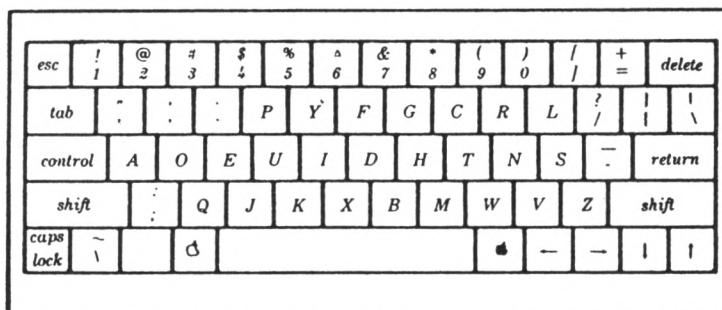 esc ! 1 @ 2 # 3 $ 4 % 5 ^ 6 & 7 * 8 ( 9 ) 0 + = delete
tab P Y F G C R L ? / \
control A O E U I D H T N S — - return
shift : ; Q J K X B M W V Z shift
caps lock ~ \ ← → ↓ ↑